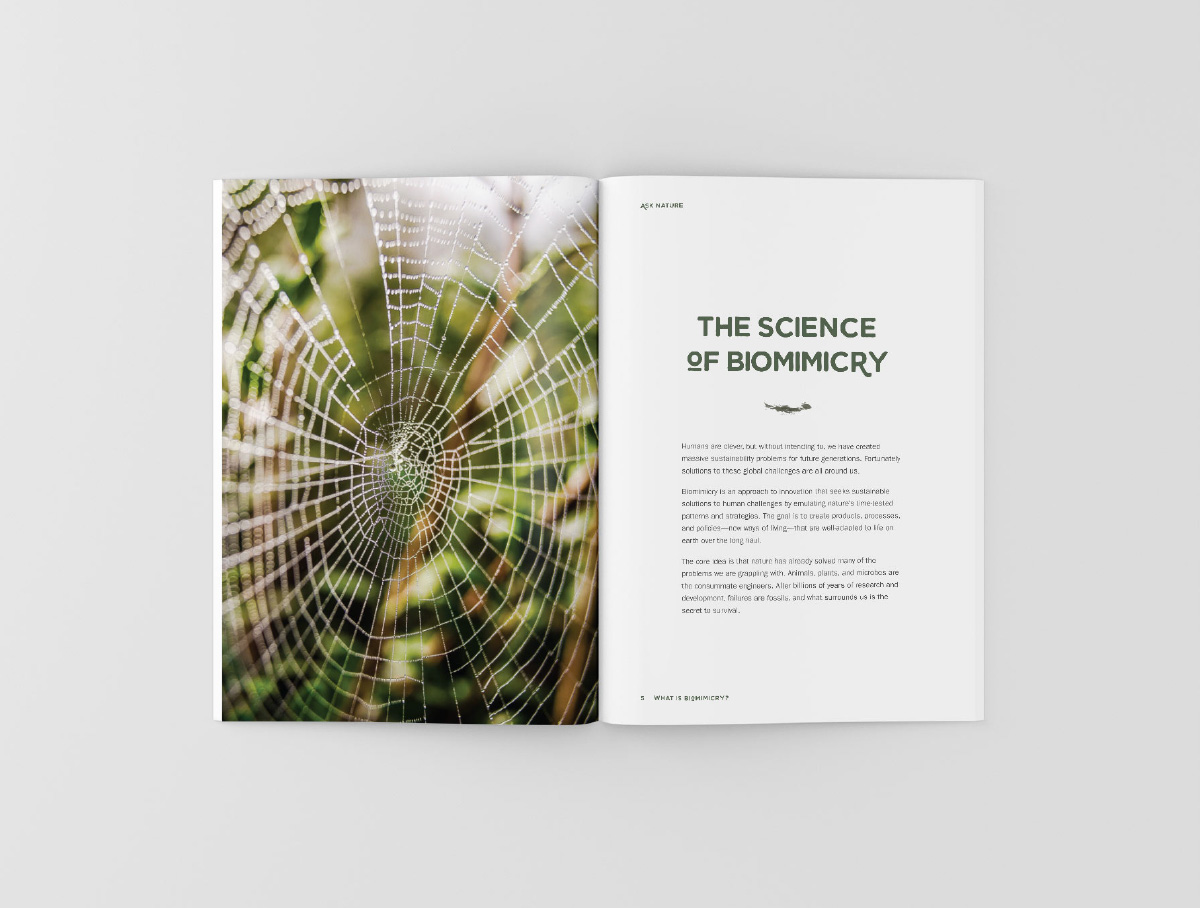 ASK NATURE
THE SCIENCE
OF BIOMIMICRY
Humans are clever, but without intending to, we have created
massive sustainability problems for future generations. Fortunately
solutions to these global challenges are all around us.
Biomimicry is an approach to innovation that seeks sustainable
solutions to human challenges by emulating nature's time-tested
patterns and strategies. The goal is to create products, processes,
and policies—new ways of living—that are well-adapted to life on
earth over the long haul.
The core idea is that nature has already solved many of the
problems we are grappling with. Animals, plants, and microbes are
the consummate engineers. After billions of years of research and
development, failures are fossils, and what surrounds us is the
secret to survival.
5 WHAT IS BIOMIMICRY?